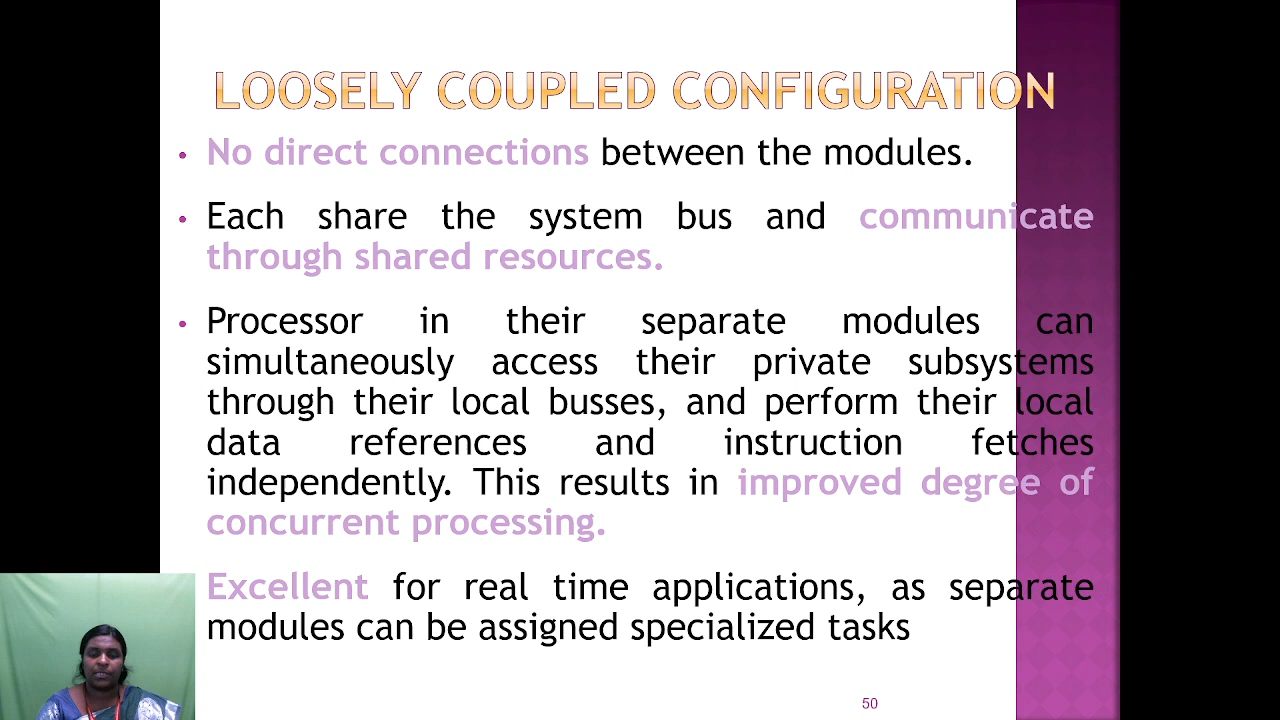 LOOSELY COUPLED CONFIGURATION
• No direct connections between the modules.
• Each share the system bus and communicate
through shared resources.
• Processor in their separate modules can
simultaneously access their private subsystems
through their local busses, and perform their local
data references and instruction fetches
independently. This results in improved degree of
concurrent processing.
Excellent for real time applications, as separate
modules can be assigned specialized tasks
50